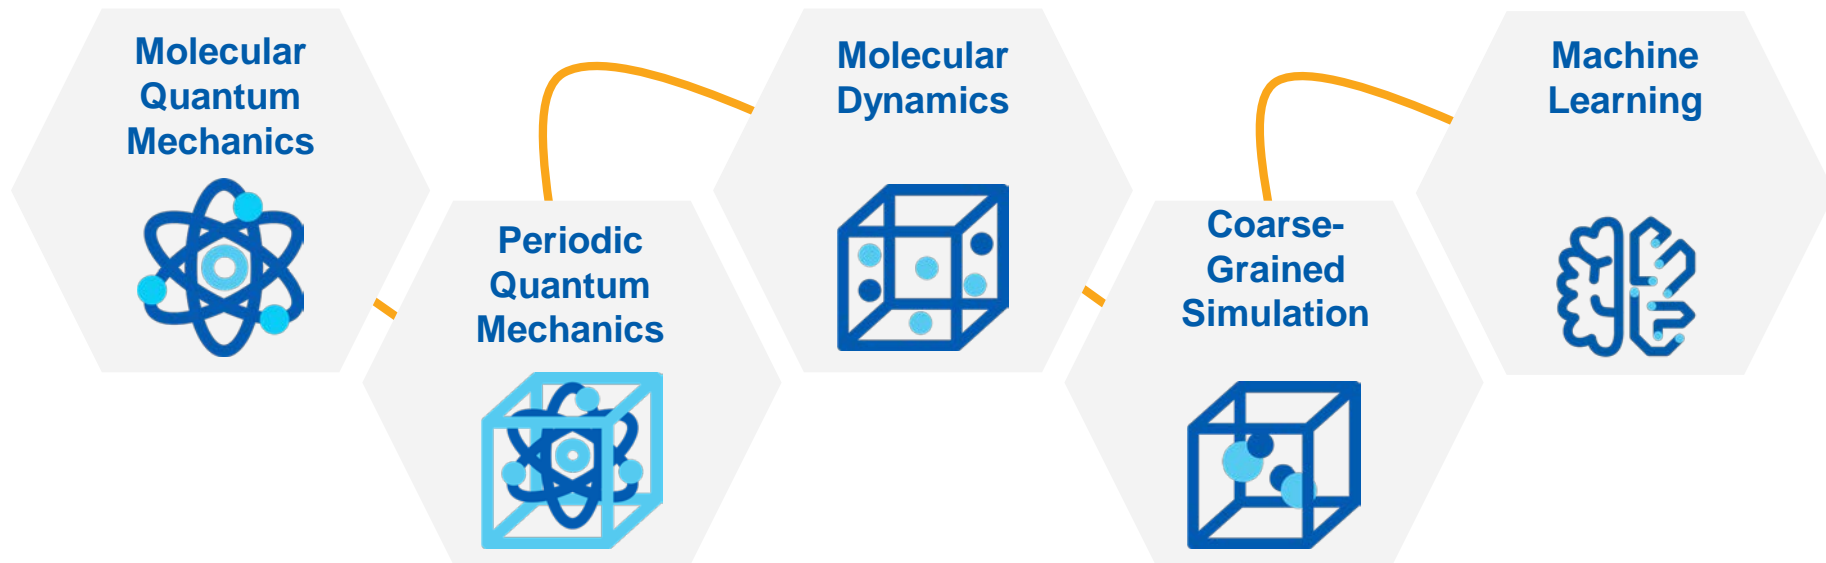 Molecular
Quantum
Mechanics
Periodic
Quantum
Mechanics
Molecular
Dynamics
Coarse-
Grained
Simulation
Machine
Learning